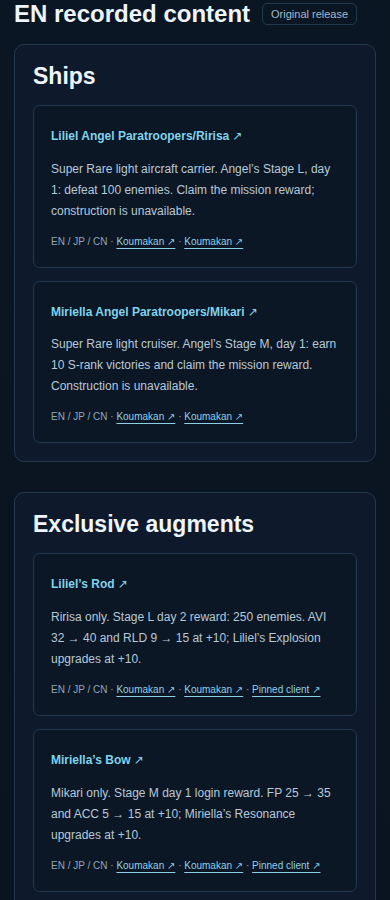 EN recorded content Original release
Ships
Liliel Angel Paratroopers/Ririsa ↗
Super Rare light aircraft carrier. Angel’s Stage L, day
1: defeat 100 enemies. Claim the mission reward;
construction is unavailable.
EN / JP / CN · Koumakan ↗ · Koumakan ↗
Miriella Angel Paratroopers/Mikari ↗
Super Rare light cruiser. Angel’s Stage M, day 1: earn
10 S-rank victories and claim the mission reward.
Construction is unavailable.
EN / JP / CN · Koumakan ↗ · Koumakan ↗
Exclusive augments
Liliel’s Rod ↗
Ririsa only. Stage L day 2 reward: 250 enemies. AVI
32 → 40 and RLD 9 → 15 at +10; Liliel’s Explosion
upgrades at +10.
EN / JP / CN · Koumakan ↗ · Koumakan ↗ · Pinned client ↗
Miriella’s Bow ↗
Mikari only. Stage M day 1 login reward. FP 25 → 35
and ACC 5 → 15 at +10; Miriella’s Resonance
upgrades at +10.
EN / JP / CN · Koumakan ↗ · Koumakan ↗ · Pinned client ↗